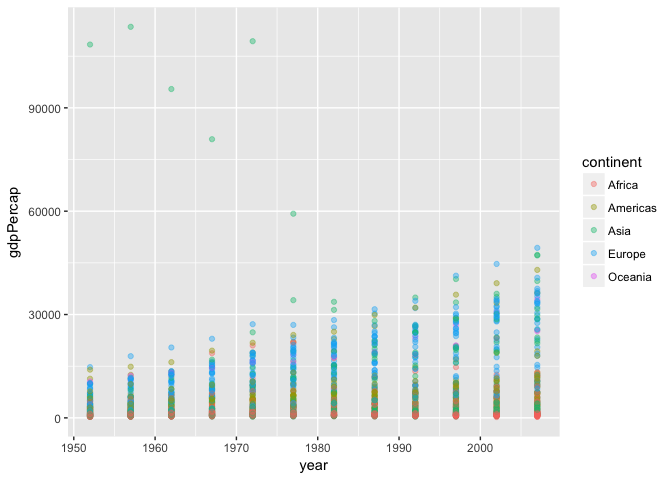 90000
60000
30000
0
gdpPercap
1950 1960 1970 1980 1990 2000
year
continent
Africa
Americas
Asia
Europe
Oceania